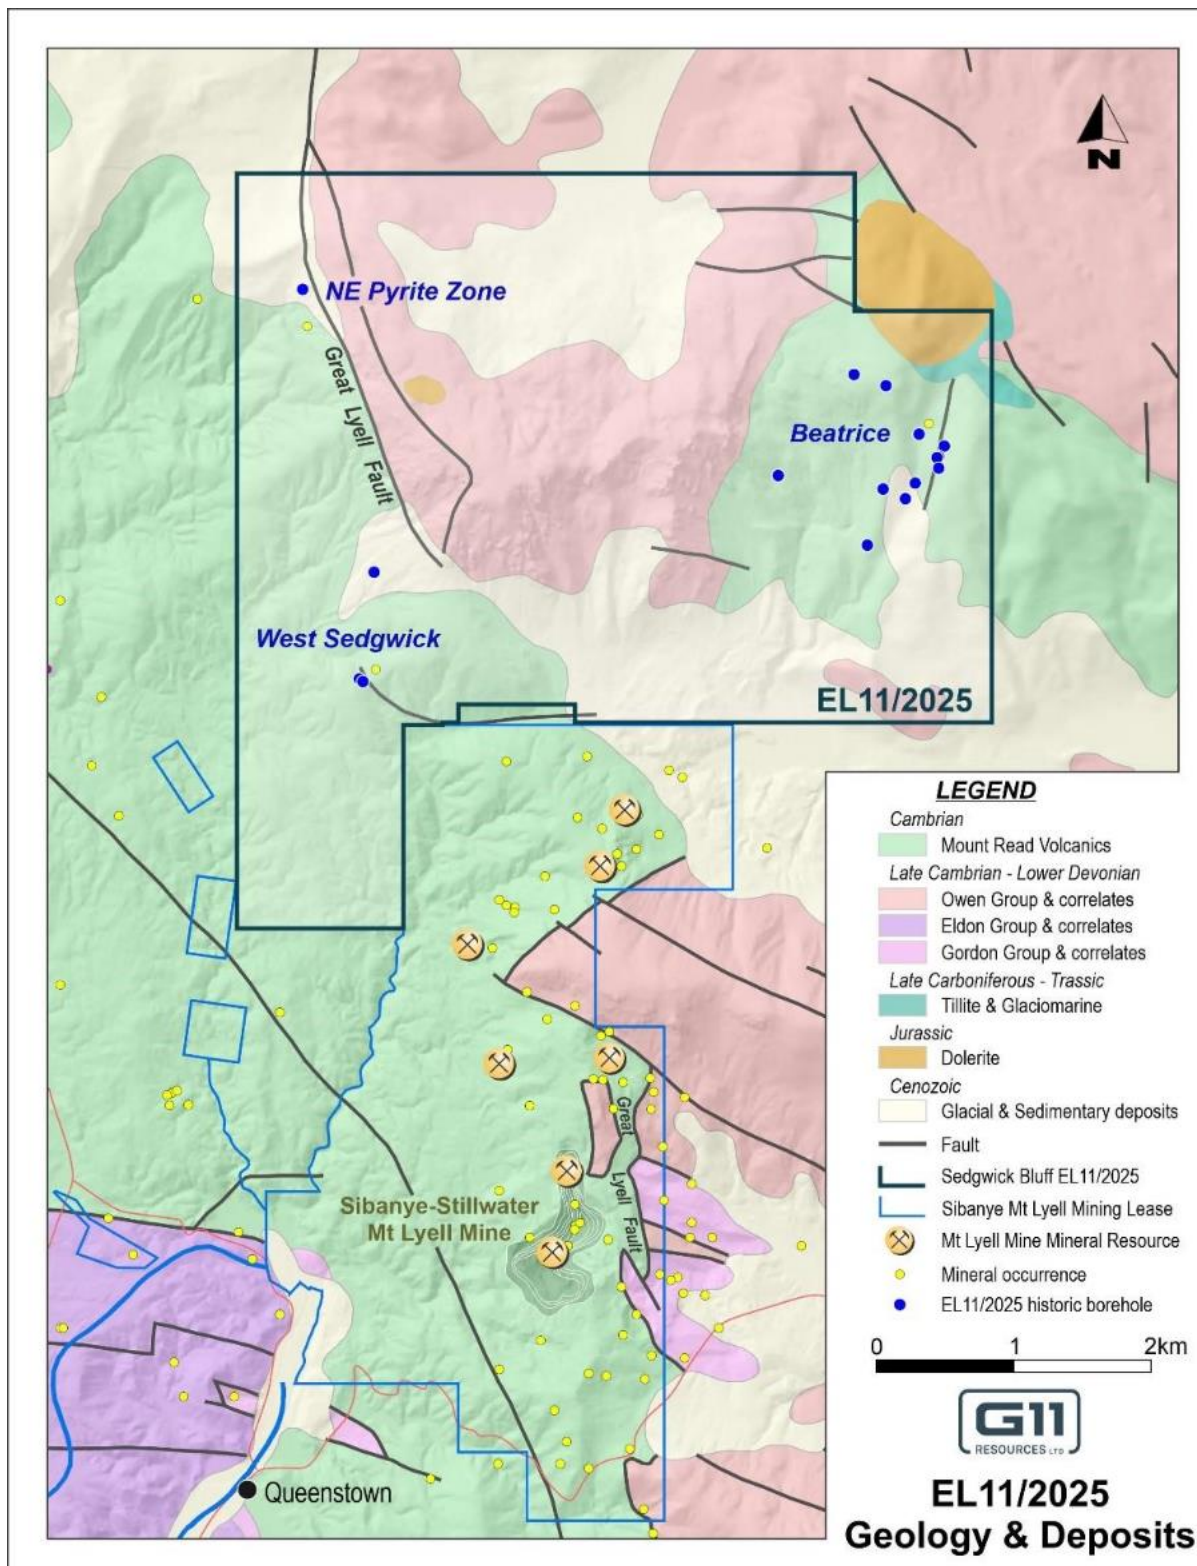 N
NE Pyrite Zone
Great Lyell Fault
Beatrice
West Sedgwick
EL11/2025
LEGEND
Cambrian
Mount Read Volcanics
Late Cambrian - Lower Devonian
Owen Group & correlates
Eldon Group & correlates
Gordon Group & correlates
Late Carboniferous - Trassic
Tillite & Glaciomarine
Jurassic
Dolerite
Cenozoic
Glacial & Sedimentary deposits
Fault
Sedgwick Bluff EL11/2025
Sibanye Mt Lyell Mining Lease
Mt Lyell Mine Mineral Resource
Mineral occurrence
EL11/2025 historic borehole
0 1 2km
Great Lyell Fault
Sibanye-Stillwater
Mt Lyell Mine
Queenstown
G11
RESOURCES LTD
EL11/2025
Geology & Deposits